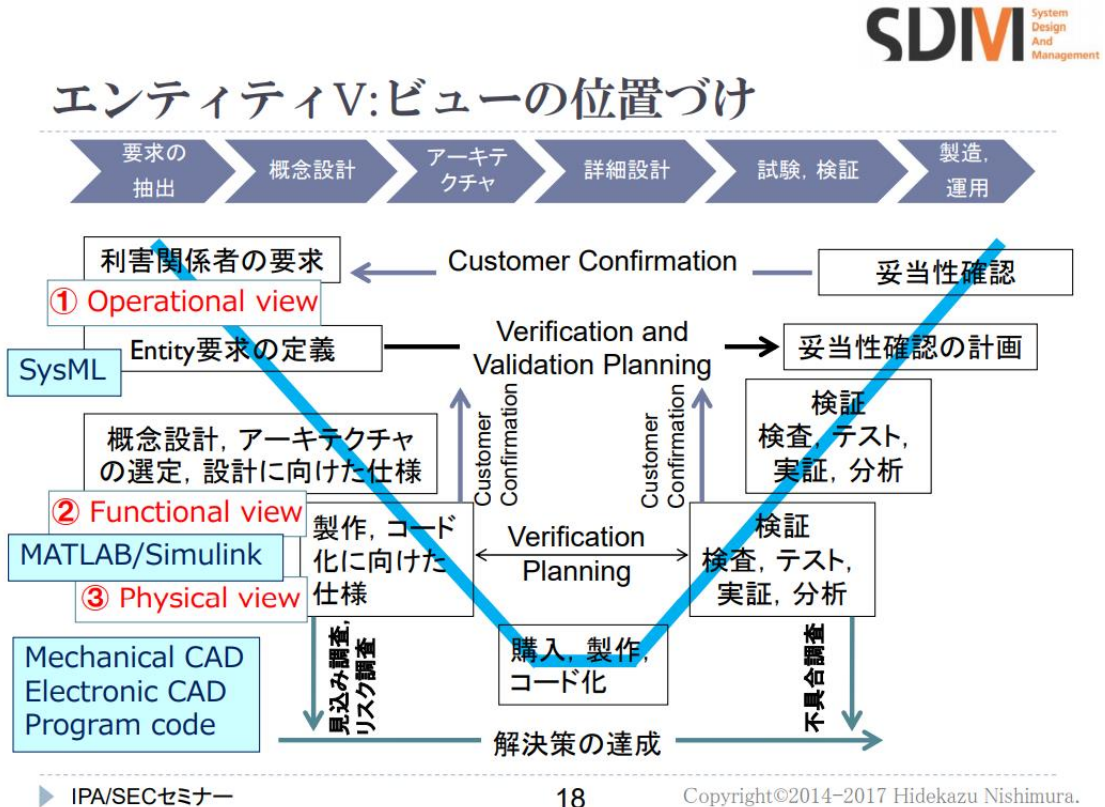 SDM
System
Design
And
Management
エンティティV:ビューの位置づけ
要求の
抽出
概念設計
アーキテ
クチャ
詳細設計
試験, 検証
製造,
運用
利害関係者の要求
Customer Confirmation
妥当性確認
① Operational view
Entity要求の定義
Verification and
Validation Planning
妥当性確認の計画
SysML
概念設計, アーキテクチャ
の選定, 設計に向けた仕様
Customer
Confirmation
Customer
Confirmation
検証
検査, テスト,
実証, 分析
② Functional view
製作, コード
化に向けた
仕様
Verification
Planning
検証
検査, テスト,
実証, 分析
MATLAB/Simulink
③ Physical view
購入, 製作,
コード化
Mechanical CAD
Electronic CAD
Program code
見込み調査,
リスク調査
不具合調査
解決策の達成
IPA/SECセミナー
18
Copyright©2014-2017 Hidekazu Nishimura.